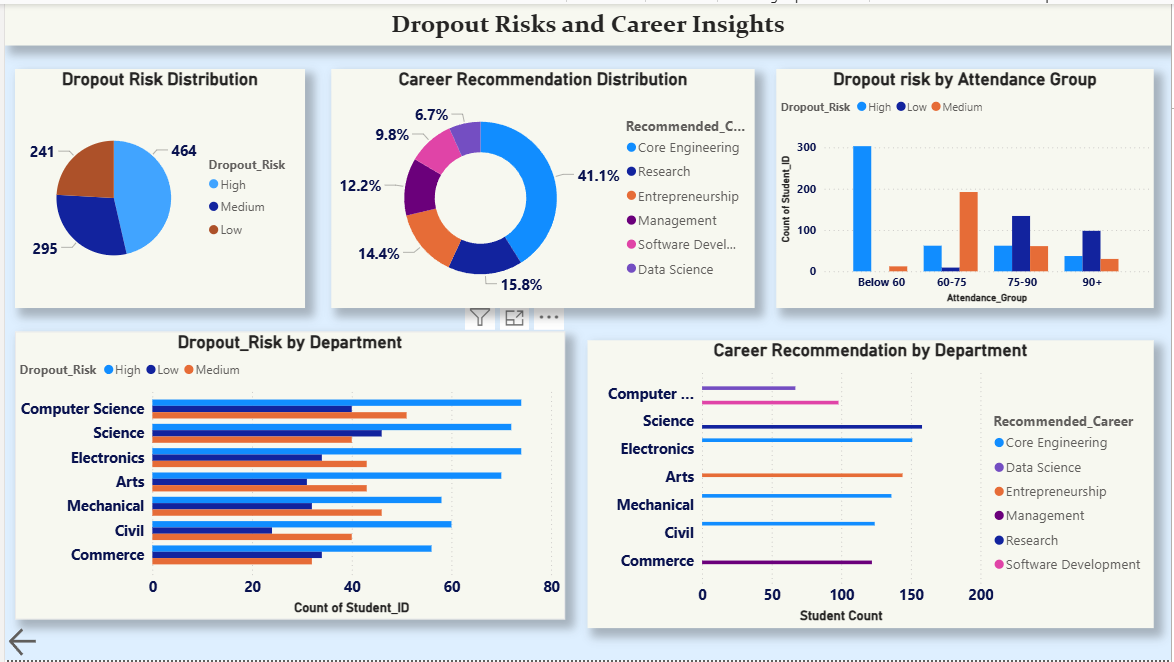 Dropout Risks and Career Insights
Dropout Risk Distribution
241
464
295
Dropout_Risk
High
Medium
Low
Career Recommendation Distribution
6.7%
9.8%
12.2%
14.4%
15.8%
41.1%
Recommended_C...
Core Engineering
Research
Entrepreneurship
Management
Software Devel...
Data Science
Dropout risk by Attendance Group
Dropout_Risk High Low Medium
Count of Student_ID
300
200
100
0
Below 60 60-75 75-90 90+
Attendance_Group
Dropout_Risk by Department
Dropout_Risk High Low Medium
Computer Science
Science
Electronics
Arts
Mechanical
Civil
Commerce
0 20 40 60 80
Count of Student_ID
Career Recommendation by Department
Computer ...
Science
Electronics
Arts
Mechanical
Civil
Commerce
0 50 100 150 200
Student Count
Recommended_Career
Core Engineering
Data Science
Entrepreneurship
Management
Research
Software Development